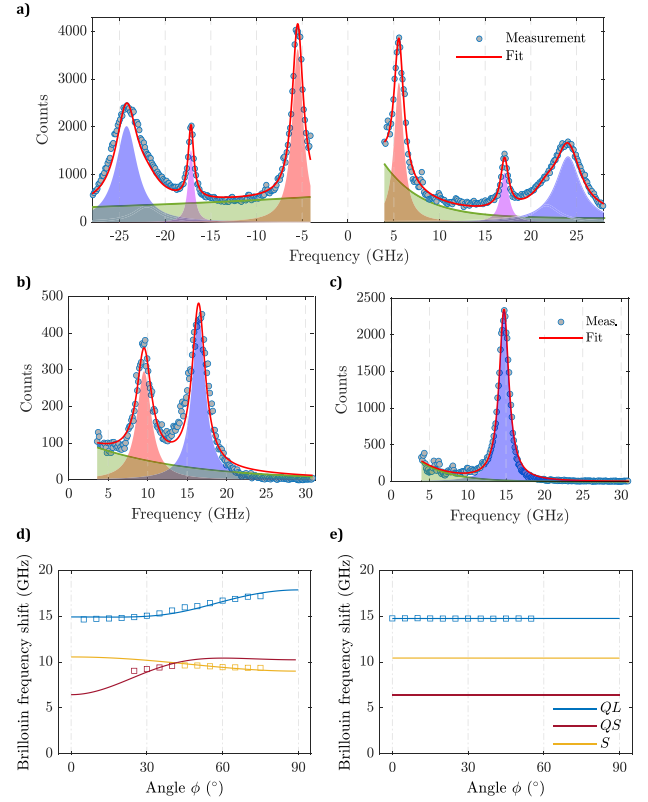 a)
4000
3000
2000
1000
0
Counts
Measurement
Fit
-25 -20 -15 -10 -5 0 5 10 15 20 25
Frequency (GHz)
b)
500
400
300
200
100
0
Counts
0 5 10 15 20 25 30
Frequency (GHz)
c)
2500
2000
1500
1000
500
0
Counts
Meas.
Fit
0 5 10 15 20 25 30
Frequency (GHz)
d)
20
15
10
5
0
Brillouin frequency shift (GHz)
0 30 60 90
Angle ϕ (°)
e)
20
15
10
5
0
Brillouin frequency shift (GHz)
QL
QS
S
0 30 60 90
Angle ϕ (°)